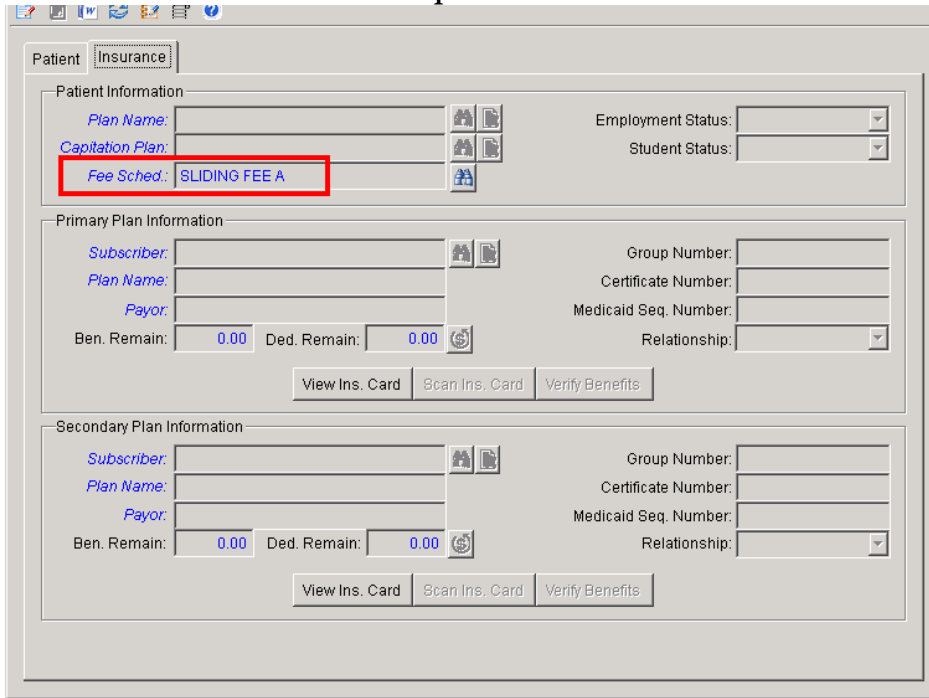 Patient Insurance
Patient Information
Plan Name: Employment Status:
Capitation Plan: Student Status:
Fee Sched.: SLIDING FEE A
Primary Plan Information
Subscriber: Group Number:
Plan Name: Certificate Number:
Payor: Medicaid Seq. Number:
Ben. Remain: 0.00 Ded. Remain: 0.00 Relationship:
View Ins. Card Scan Ins. Card Verify Benefits
Secondary Plan Information
Subscriber: Group Number:
Plan Name: Certificate Number:
Payor: Medicaid Seq. Number:
Ben. Remain: 0.00 Ded. Remain: 0.00 Relationship:
View Ins. Card Scan Ins. Card Verify Benefits